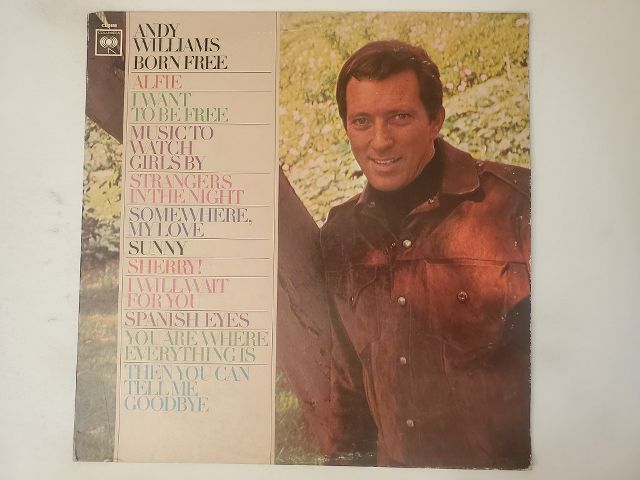 ANDY
WILLIAMS
BORN FREE
ALFIE
I WANT
TO BE FREE
MUSIC TO
WATCH
GIRLS BY
STRANGERS
IN THE NIGHT
SOMEWHERE,
MY LOVE
SUNNY
SHERRY!
I WILL WAIT
FOR YOU
SPANISH EYES
YOU ARE WHERE
EVERYTHING IS
THEN YOU CAN
TELL ME
GOODBYE